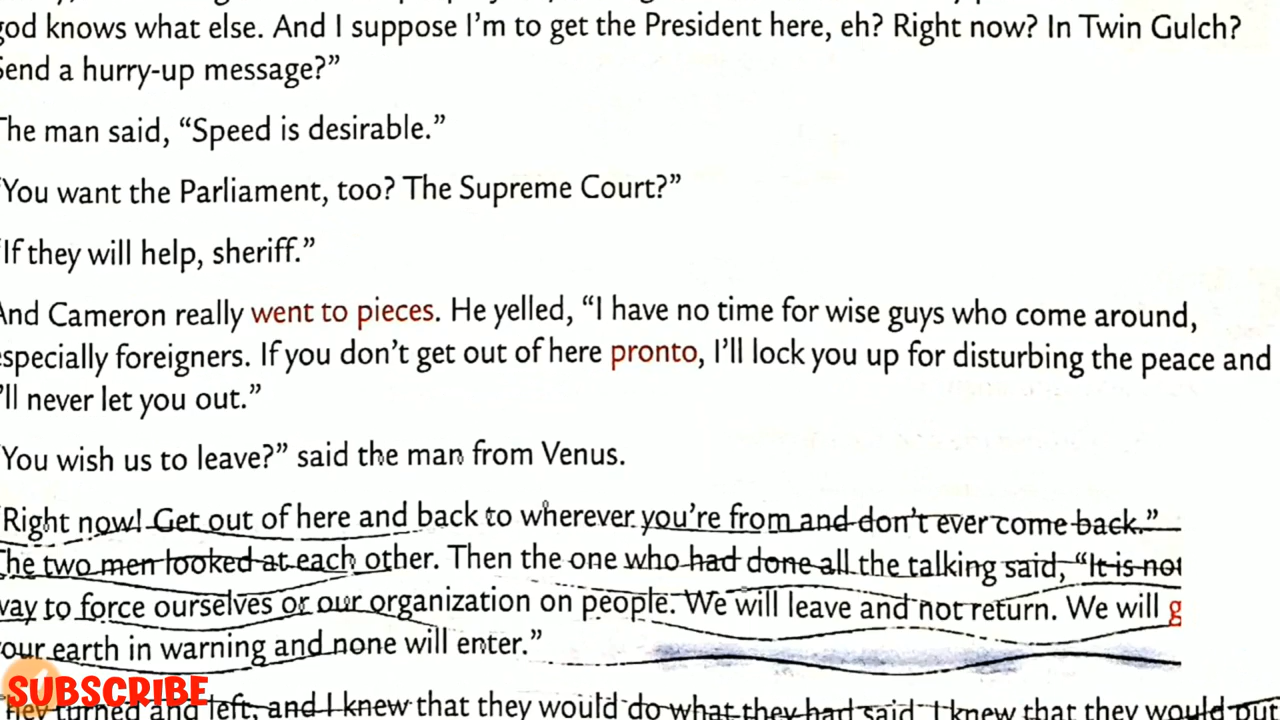 god knows what else. And I suppose I'm to get the President here, eh? Right now? In Twin Gulch?
Send a hurry-up message?”
The man said, “Speed is desirable.”
“You want the Parliament, too? The Supreme Court?”
“If they will help, sheriff.”
And Cameron really went to pieces. He yelled, “I have no time for wise guys who come around,
especially foreigners. If you don't get out of here pronto, I'll lock you up for disturbing the peace and
'll never let you out.”
“You wish us to leave?” said the man from Venus.
“Right now! Get out of here and back to wherever you're from and don't ever come back.”
The two men looked at each other. Then the one who had done all the talking said, “It is not
way to force ourselves or our organization on people. We will leave and not return. We will g
our earth in warning and none will enter.”
They turned and left, and I knew that they would do what they had said. I knew that they would put
SUBSCRIBE